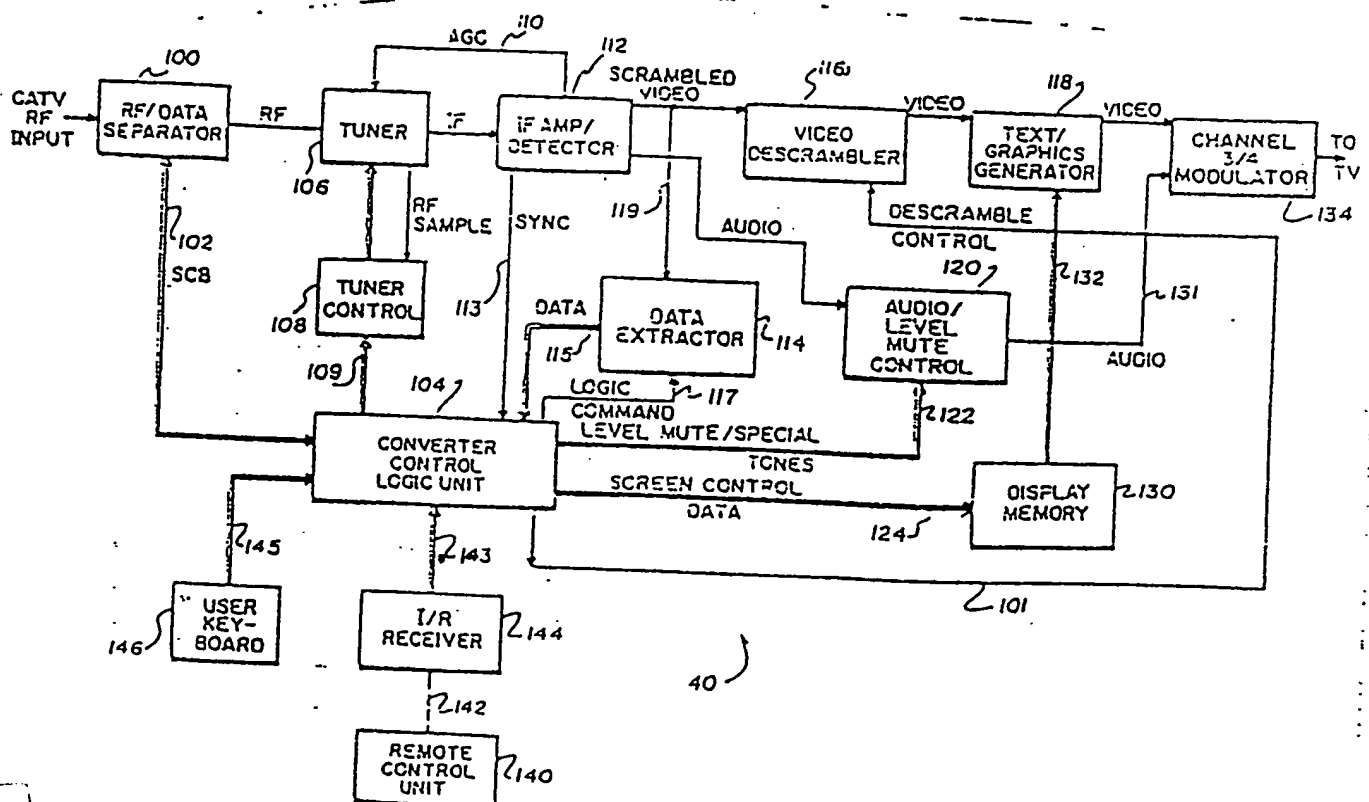 110
AGC
100
112
SCRAMBLED
VIDEO
116
118
CATV
RF
INPUT
RF/DATA
SEPARATOR
RF
TUNER
IF
IF AMP/
DETECTOR
VIDEO
DESCRAMBLER
VIDEO
TEXT/
GRAPHICS
GENERATOR
VIDEO
CHANNEL
3/4
MODULATOR
TO
TV
106
134
102
SCB
RF
SAMPLE
SYNC
119
AUDIO
DESCRAMBLE
CONTROL
132
131
TUNER
CONTROL
108
113
DATA
115
DATA
EXTRACTOR
114
120
AUDIO/
LEVEL
MUTE
CONTROL
AUDIO
109
104
LOGIC
COMMAND
117
122
CONVERTER
CONTROL
LOGIC UNIT
LEVEL MUTE/SPECIAL
TONES
SCREEN CONTROL
DATA
124
DISPLAY
MEMORY
130
145
143
101
USER
KEY-
BOARD
146
I/R
RECEIVER
144
40
142
REMOTE
CONTROL
UNIT
140